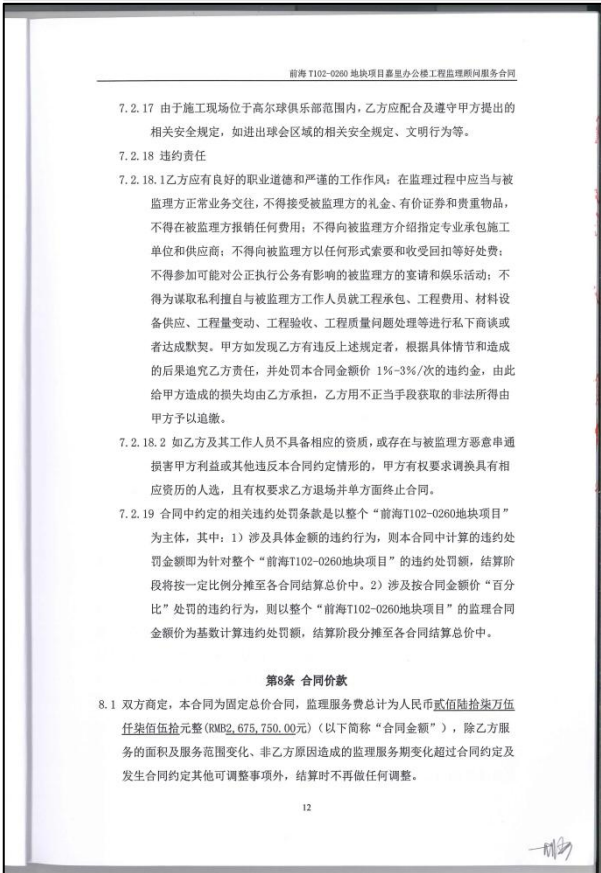 前海 T102-0260 地块项目嘉里办公楼工程监理顾问服务合同
7.2.17 由于施工现场位于高尔球俱乐部范围内，乙方应配合及遵守甲方提出的
相关安全规定，如进出球会区域的相关安全规定、文明行为等。
7.2.18 违约责任
7.2.18.1乙方应有良好的职业道德和严谨的工作作风；在监理过程中应当与被
监理方正常业务交往，不得接受被监理方的礼金、有价证券和贵重物品，
不得在被监理方报销任何费用；不得向被监理方介绍指定专业承包施工
单位和供应商；不得向被监理方以任何形式索要和收受回扣等好处费；
不得参加可能对公正执行公务有影响的被监理方的宴请和娱乐活动；不
得为谋取私利擅自与被监理方工作人员就工程承包、工程费用、材料设
备供应、工程量变动、工程验收、工程质量问题处理等进行私下商谈或
者达成默契。甲方如发现乙方有违反上述规定者，根据具体情节和造成
的后果追究乙方责任，并处罚本合同金额价 1%-3%/次的违约金，由此
给甲方造成的损失均由乙方承担，乙方用不正当手段获取的非法所得由
甲方予以追缴。
7.2.18.2 如乙方及其工作人员不具备相应的资质，或存在与被监理方恶意串通
损害甲方利益或其他违反本合同约定情形的，甲方有权要求调换具有相
应资历的人选，且有权要求乙方退场并单方面终止合同。
7.2.19 合同中约定的相关违约处罚条款是以整个“前海T102-0260地块项目”
为主体，其中：1）涉及具体金额的违约行为，则本合同中计算的违约处
罚金额即为针对整个“前海T102-0260地块项目”的违约处罚额，结算阶
段将按一定比例分摊至各合同结算总价中。2）涉及按合同金额价“百分
比”处罚的违约行为，则以整个“前海T102-0260地块项目”的监理合同
金额价为基数计算违约处罚额，结算阶段分摊至各合同结算总价中。
第8条 合同价款
8.1 双方商定，本合同为固定总价合同，监理服务费总计为人民币贰佰陆拾柒万伍
仟柒佰伍拾元整(RMB2,675,750.00元)（以下简称“合同金额”），除乙方服
务的面积及服务范围变化、非乙方原因造成的监理服务期变化超过合同约定及
发生合同约定其他可调整事项外，结算时不再做任何调整。
12